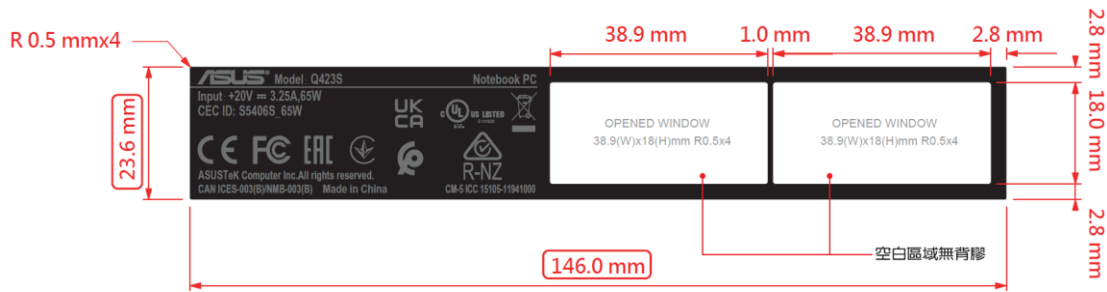 R 0.5 mmx4
38.9 mm
1.0 mm
38.9 mm
2.8 mm
2.8 mm
18.0 mm
2.8 mm
23.6 mm
ASUS Model Q423S
Notebook PC
Input: +20V ⎓ 3.25A,65W
CEC ID: S5406S_65W
UK
CA
c UL US LISTED
CE FC EAC
R-NZ
ASUSTeK Computer Inc.All rights reserved.
CAN ICES-003(B)/NMB-003(B) Made in China
CM-5 ICC 15105-11941000
OPENED WINDOW
38.9(W)x18(H)mm R0.5x4
OPENED WINDOW
38.9(W)x18(H)mm R0.5x4
空白區域無背膠
146.0 mm